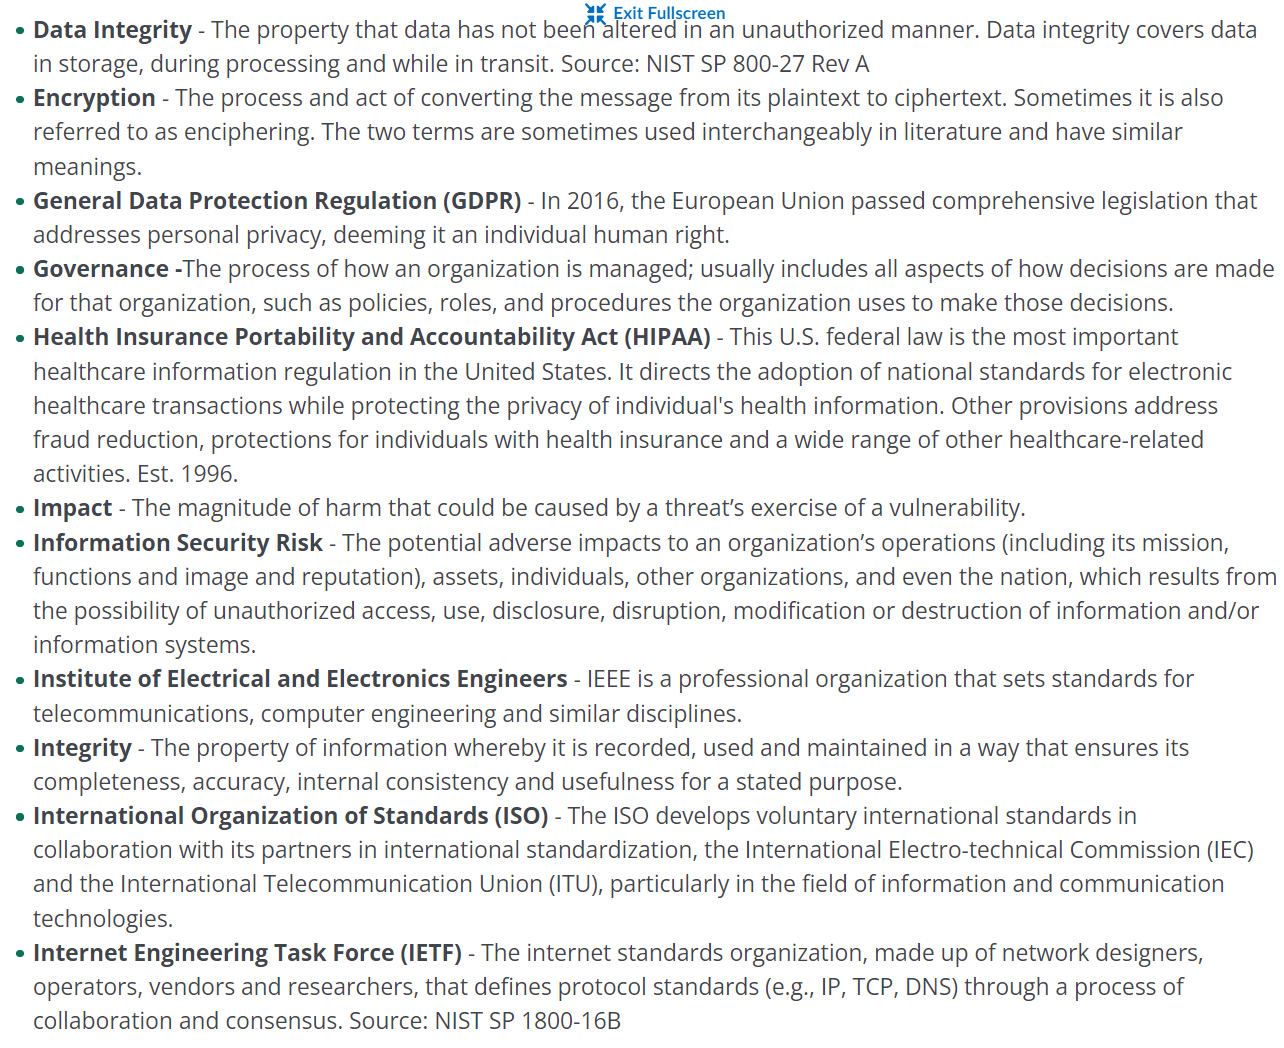 Exit Fullscreen
• Data Integrity - The property that data has not been altered in an unauthorized manner. Data integrity covers data
in storage, during processing and while in transit. Source: NIST SP 800-27 Rev A
• Encryption - The process and act of converting the message from its plaintext to ciphertext. Sometimes it is also
referred to as enciphering. The two terms are sometimes used interchangeably in literature and have similar
meanings.
• General Data Protection Regulation (GDPR) - In 2016, the European Union passed comprehensive legislation that
addresses personal privacy, deeming it an individual human right.
• Governance -The process of how an organization is managed; usually includes all aspects of how decisions are made
for that organization, such as policies, roles, and procedures the organization uses to make those decisions.
• Health Insurance Portability and Accountability Act (HIPAA) - This U.S. federal law is the most important
healthcare information regulation in the United States. It directs the adoption of national standards for electronic
healthcare transactions while protecting the privacy of individual's health information. Other provisions address
fraud reduction, protections for individuals with health insurance and a wide range of other healthcare-related
activities. Est. 1996.
• Impact - The magnitude of harm that could be caused by a threat’s exercise of a vulnerability.
• Information Security Risk - The potential adverse impacts to an organization’s operations (including its mission,
functions and image and reputation), assets, individuals, other organizations, and even the nation, which results from
the possibility of unauthorized access, use, disclosure, disruption, modification or destruction of information and/or
information systems.
• Institute of Electrical and Electronics Engineers - IEEE is a professional organization that sets standards for
telecommunications, computer engineering and similar disciplines.
• Integrity - The property of information whereby it is recorded, used and maintained in a way that ensures its
completeness, accuracy, internal consistency and usefulness for a stated purpose.
• International Organization of Standards (ISO) - The ISO develops voluntary international standards in
collaboration with its partners in international standardization, the International Electro-technical Commission (IEC)
and the International Telecommunication Union (ITU), particularly in the field of information and communication
technologies.
• Internet Engineering Task Force (IETF) - The internet standards organization, made up of network designers,
operators, vendors and researchers, that defines protocol standards (e.g., IP, TCP, DNS) through a process of
collaboration and consensus. Source: NIST SP 1800-16B